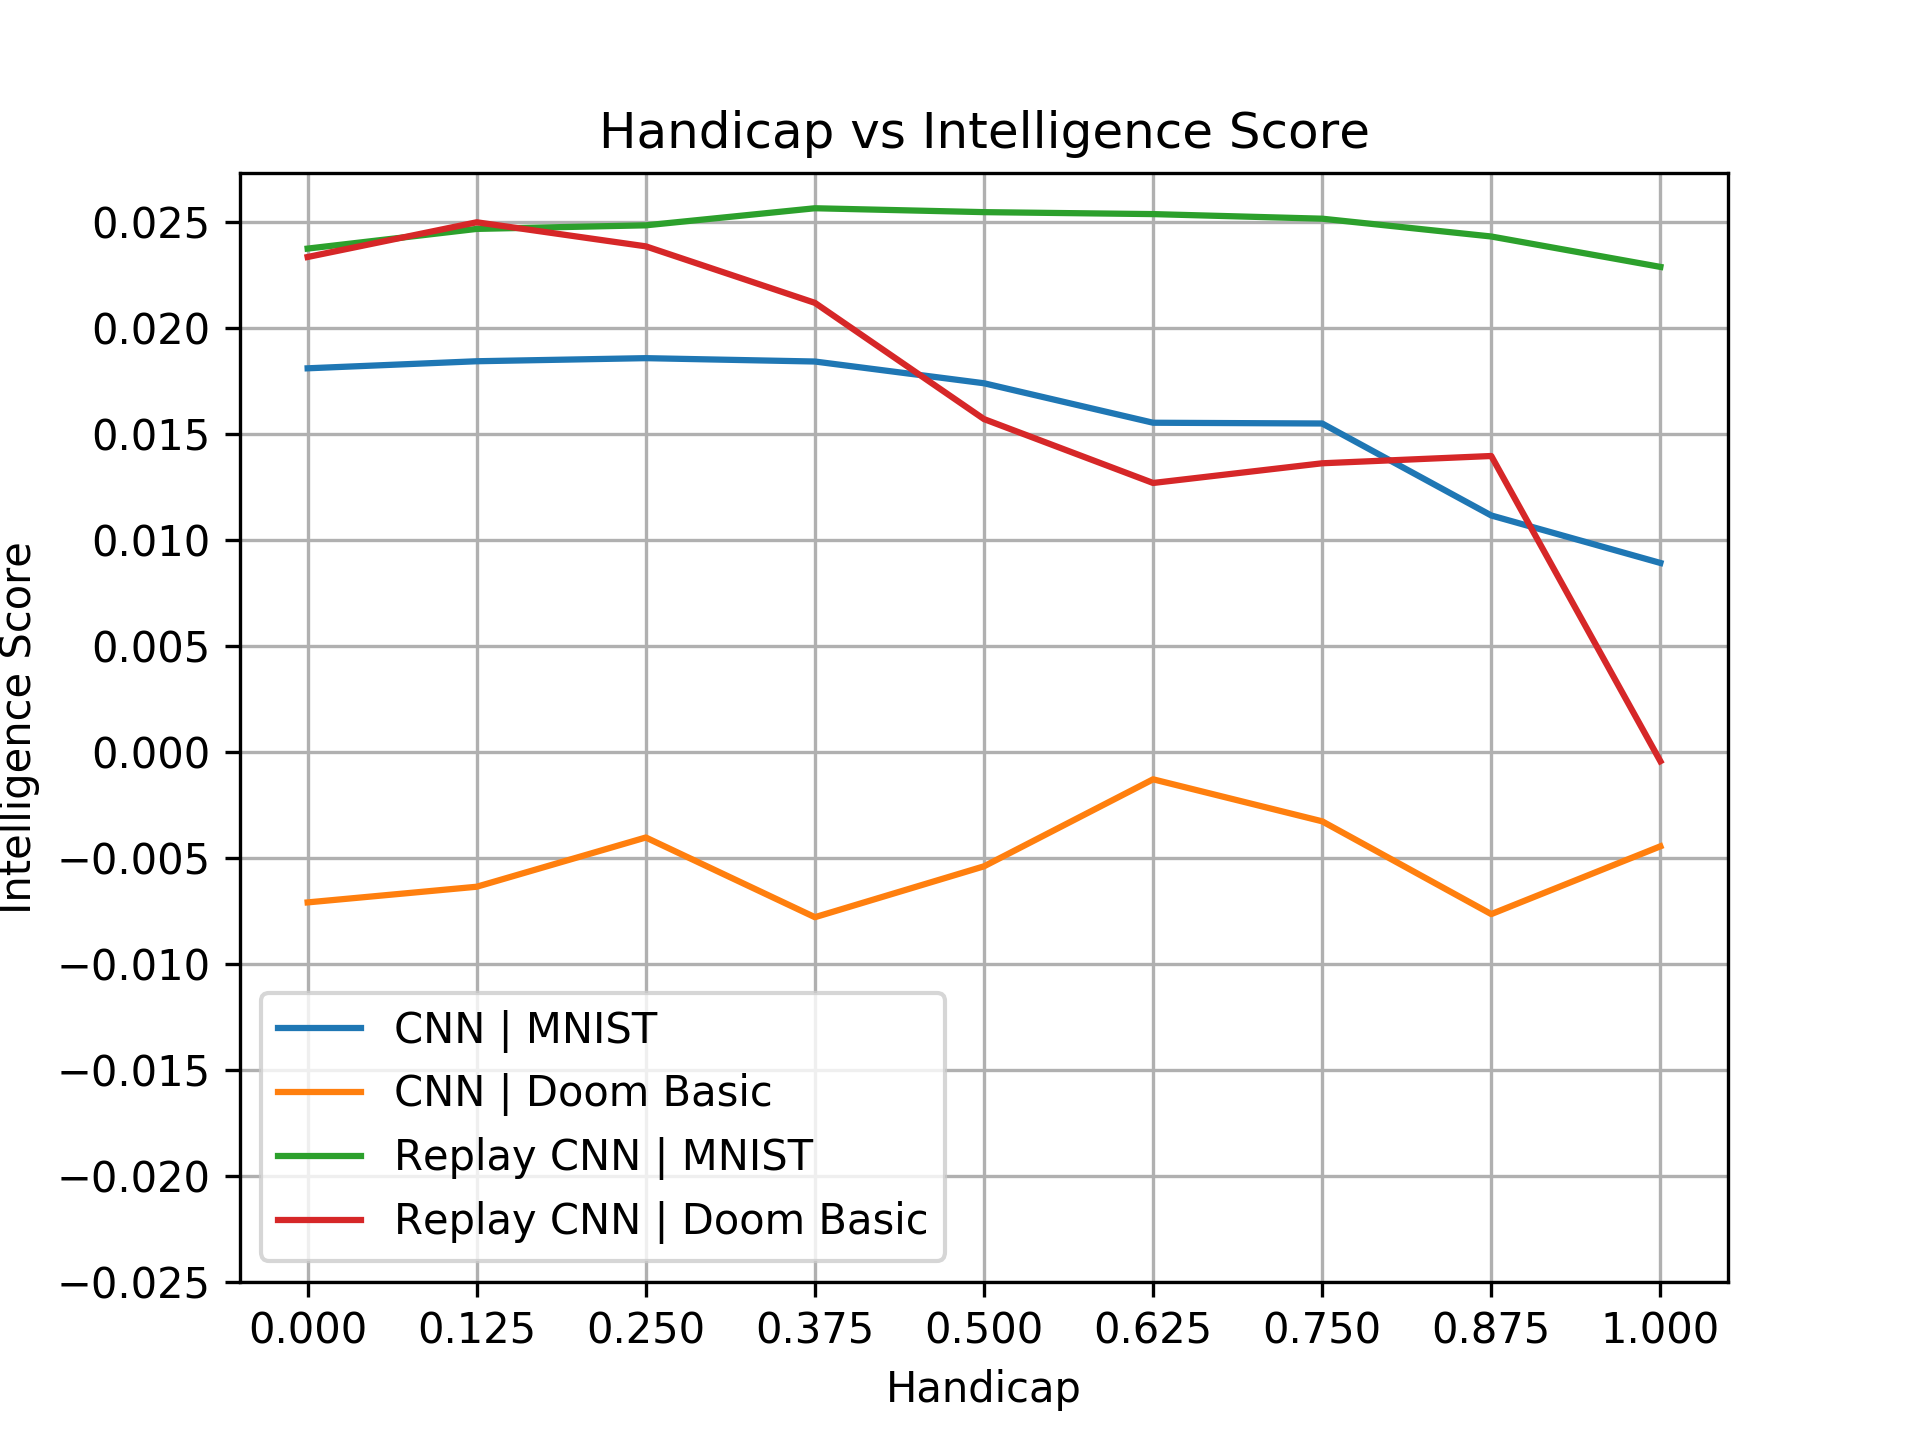 Handicap vs Intelligence Score
Intelligence Score
0.025
0.020
0.015
0.010
0.005
0.000
−0.005
−0.010
−0.015
−0.020
−0.025
CNN | MNIST
CNN | Doom Basic
Replay CNN | MNIST
Replay CNN | Doom Basic
0.000 0.125 0.250 0.375 0.500 0.625 0.750 0.875 1.000
Handicap